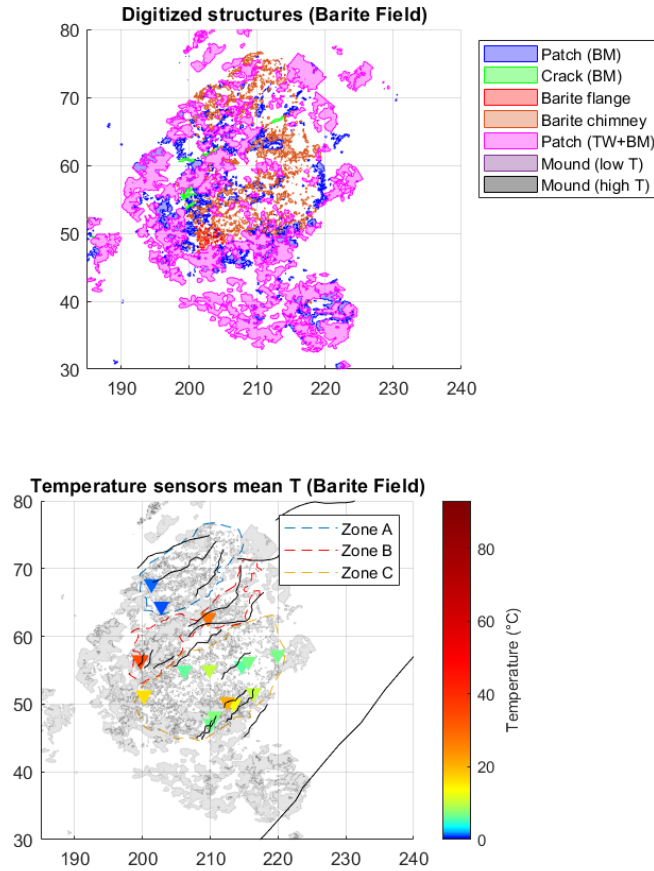 Digitized structures (Barite Field)
80
70
60
50
40
30
190 200 210 220 230 240
Patch (BM)
Crack (BM)
Barite flange
Barite chimney
Patch (TW+BM)
Mound (low T)
Mound (high T)
Temperature sensors mean T (Barite Field)
80
70
60
50
40
30
190 200 210 220 230 240
Zone A
Zone B
Zone C
80
60
40
20
0
Temperature (°C)